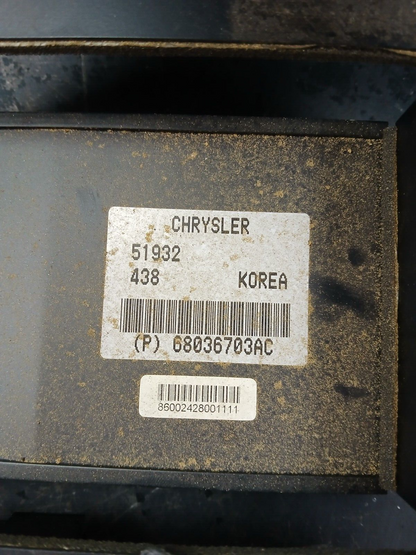 CHRYSLER
51932
438 KOREA
(P) 68036703AC
86002428001111